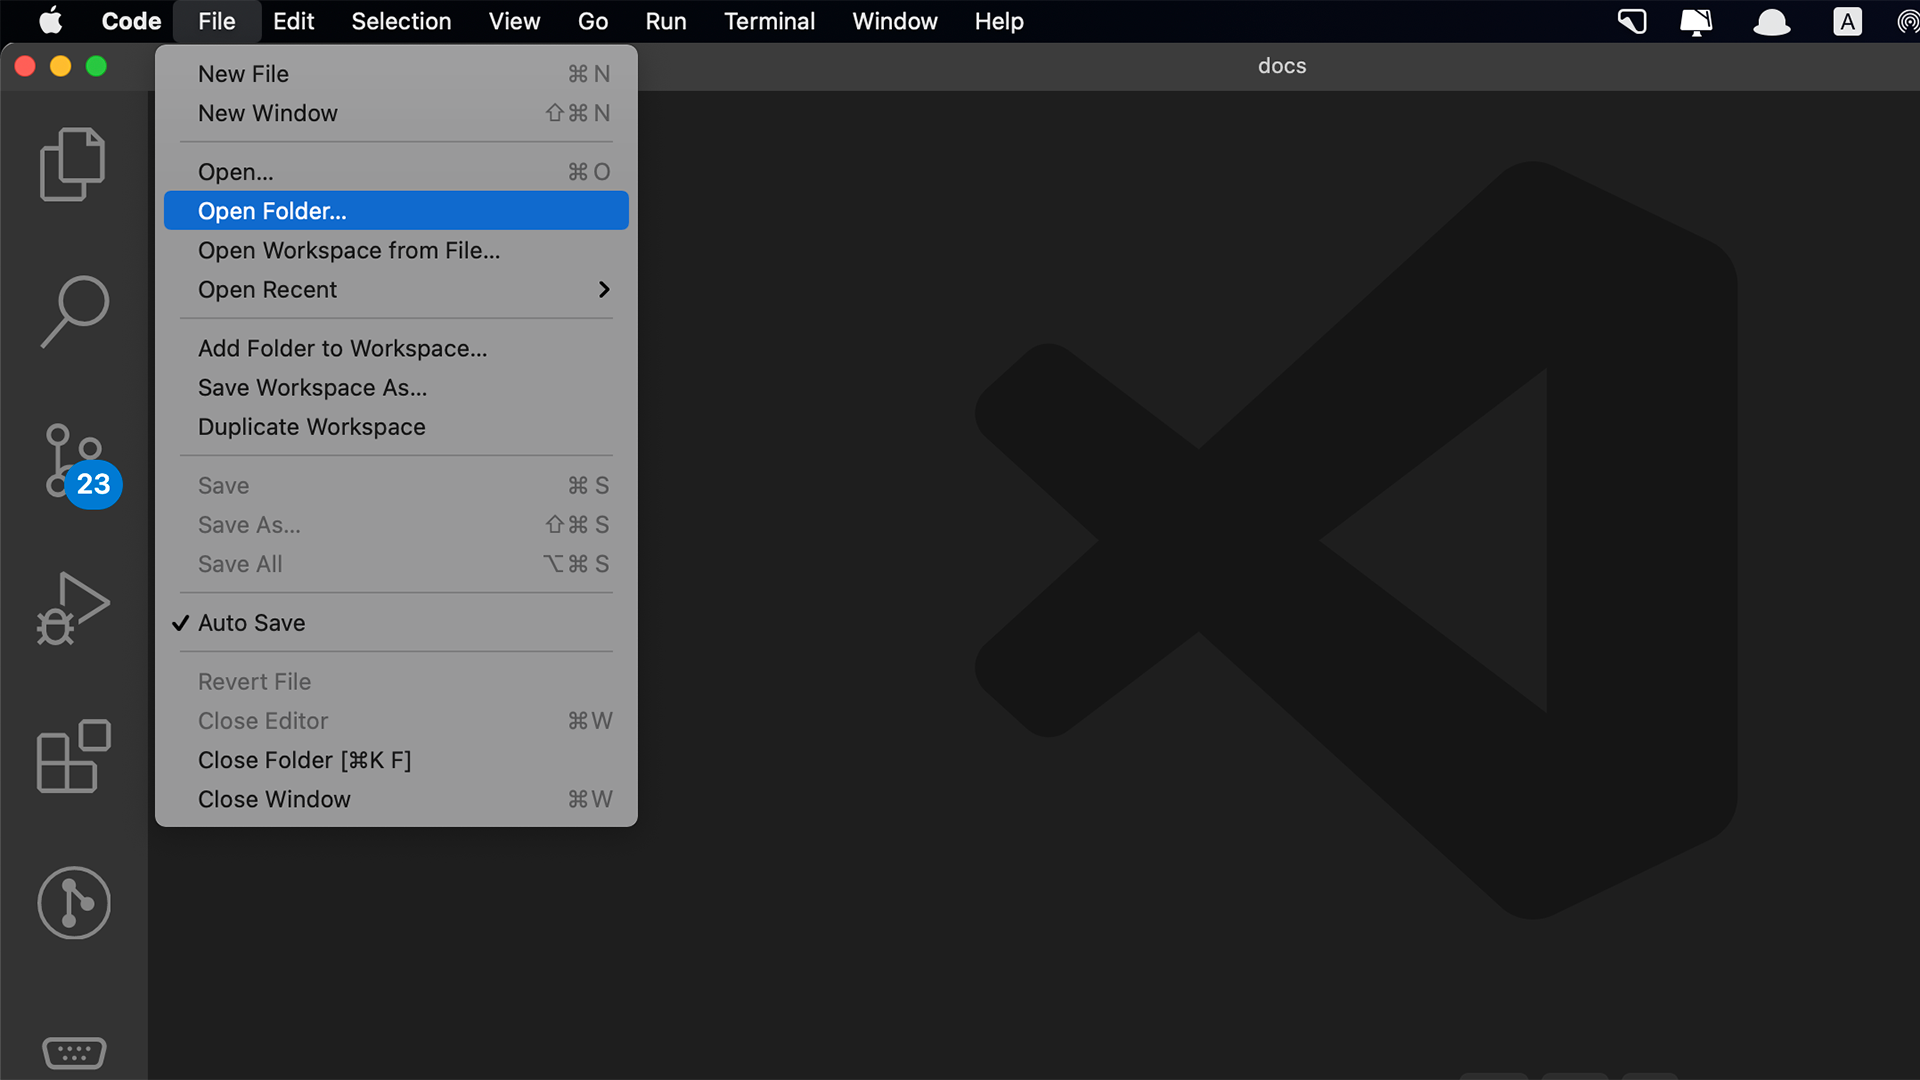 Code File Edit Selection View Go Run Terminal Window Help A
docs
New File ⌘ N
New Window ⇧⌘ N
Open... ⌘ O
Open Folder...
Open Workspace from File...
Open Recent
Add Folder to Workspace...
Save Workspace As...
Duplicate Workspace
Save ⌘ S
Save As... ⇧⌘ S
Save All ⌥⌘ S
Auto Save
Revert File
Close Editor ⌘W
Close Folder [⌘K F]
Close Window ⌘W
23